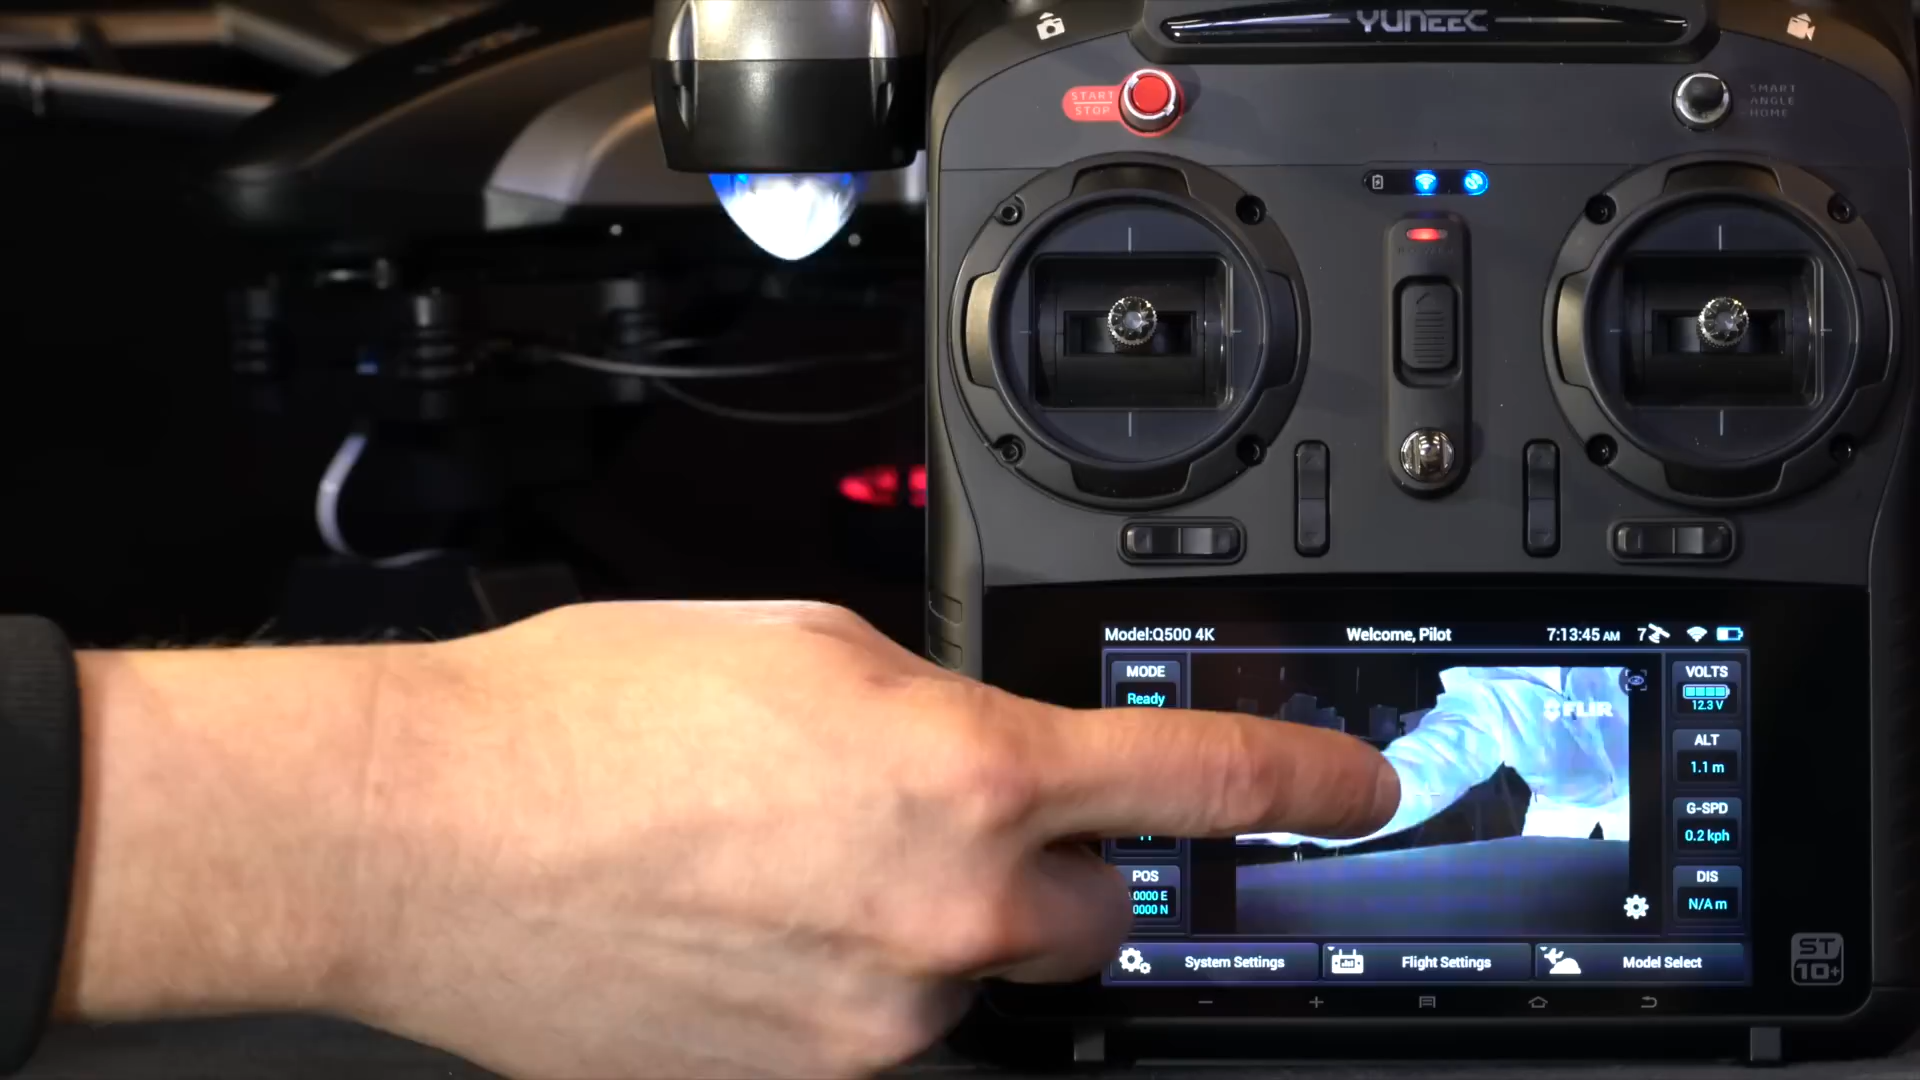 YUNEEC
START
STOP
SMART
ANGLE
HOME
Model:Q500 4K
Welcome, Pilot
7:13:45 AM
7
MODE
Ready
FLIR
VOLTS
12.3 V
ALT
1.1 m
G-SPD
0.2 kph
POS
.0000 E
0000 N
DIS
N/A m
System Settings
Flight Settings
Model Select
ST
10+